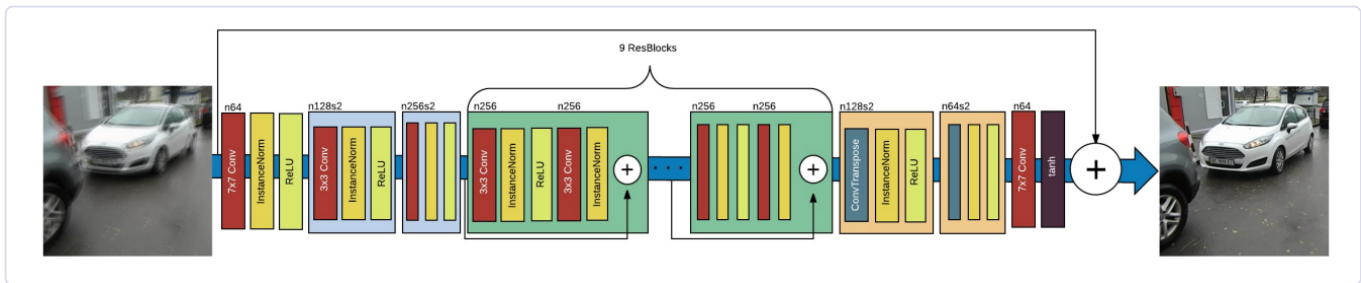 9 ResBlocks
n64
n128s2
n256s2
n256
n256
n256
n256
n128s2
n64s2
n64
7x7 Conv
InstanceNorm
ReLU
3x3 Conv
InstanceNorm
ReLU
3x3 Conv
InstanceNorm
ReLU
3x3 Conv
InstanceNorm
+
. . .
+
ConvTranspose
InstanceNorm
ReLU
7x7 Conv
tanh
+